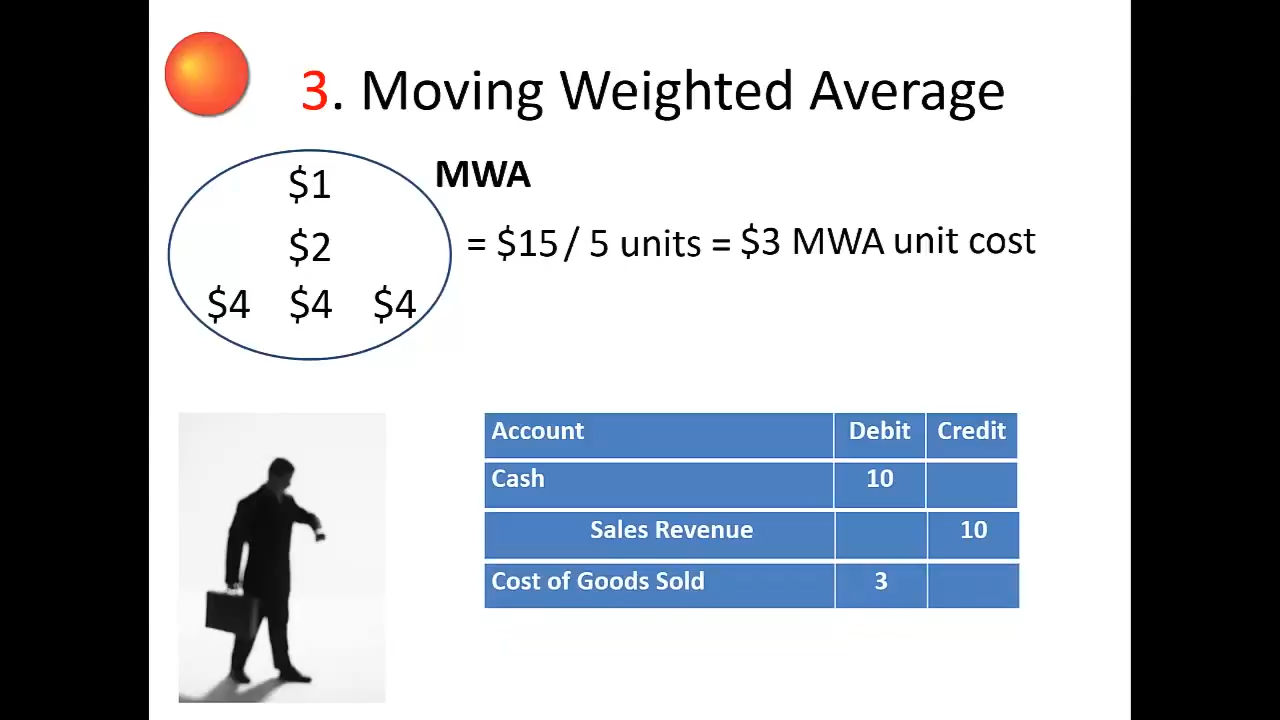 3. Moving Weighted Average
$1
MWA
$2
= $15 / 5 units = $3 MWA unit cost
$4 $4 $4
Account Debit Credit
Cash 10
Sales Revenue 10
Cost of Goods Sold 3